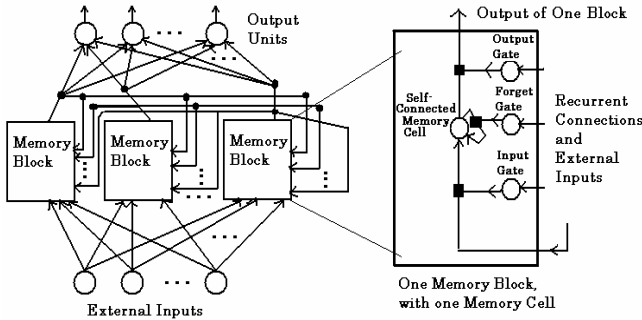 Output
Units
Memory
Block
Memory
Block
Memory
Block
External Inputs
Output of One Block
Output
Gate
Self-
Connected
Memory
Cell
Forget
Gate
Input
Gate
Recurrent
Connections
and
External
Inputs
One Memory Block,
with one Memory Cell